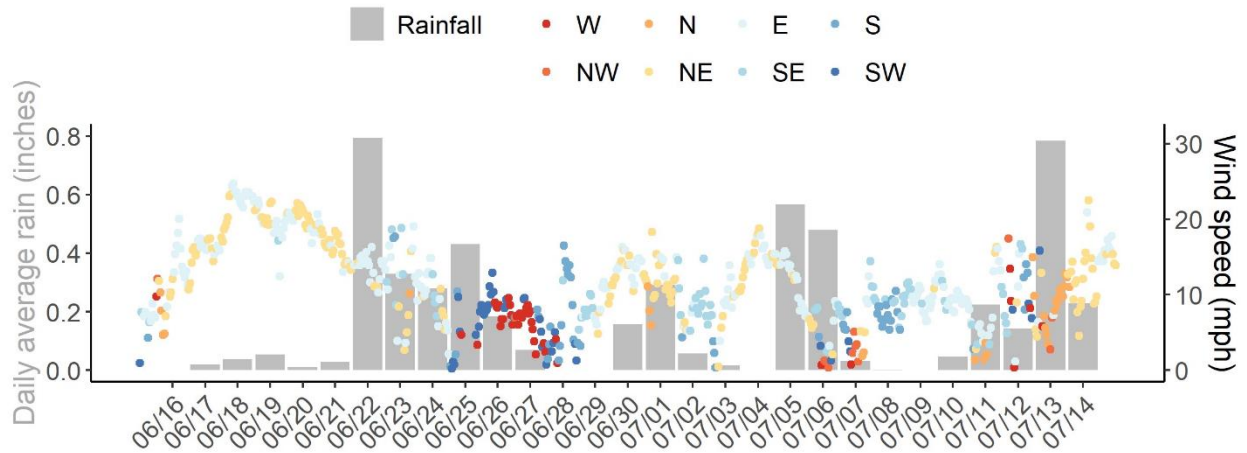 Rainfall W N E S
NW NE SE SW
Daily average rain (inches)
0.8
0.6
0.4
0.2
0.0
30
20
10
0
Wind speed (mph)
06/16 06/17 06/18 06/19 06/20 06/21 06/22 06/23 06/24 06/25 06/26 06/27 06/28 06/29 06/30 07/01 07/02 07/03 07/04 07/05 07/06 07/07 07/08 07/09 07/10 07/11 07/12 07/13 07/14